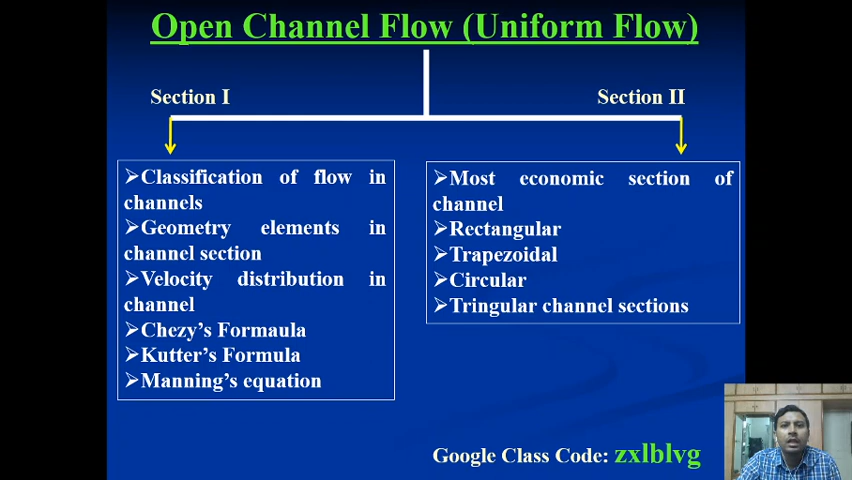 Open Channel Flow (Uniform Flow)
Section I
Section II
➢Classification of flow in
channels
➢Geometry elements in
channel section
➢Velocity distribution in
channel
➢Chezy’s Formaula
➢Kutter’s Formula
➢Manning’s equation
➢Most economic section of
channel
➢Rectangular
➢Trapezoidal
➢Circular
➢Tringular channel sections
Google Class Code: zxlblvg